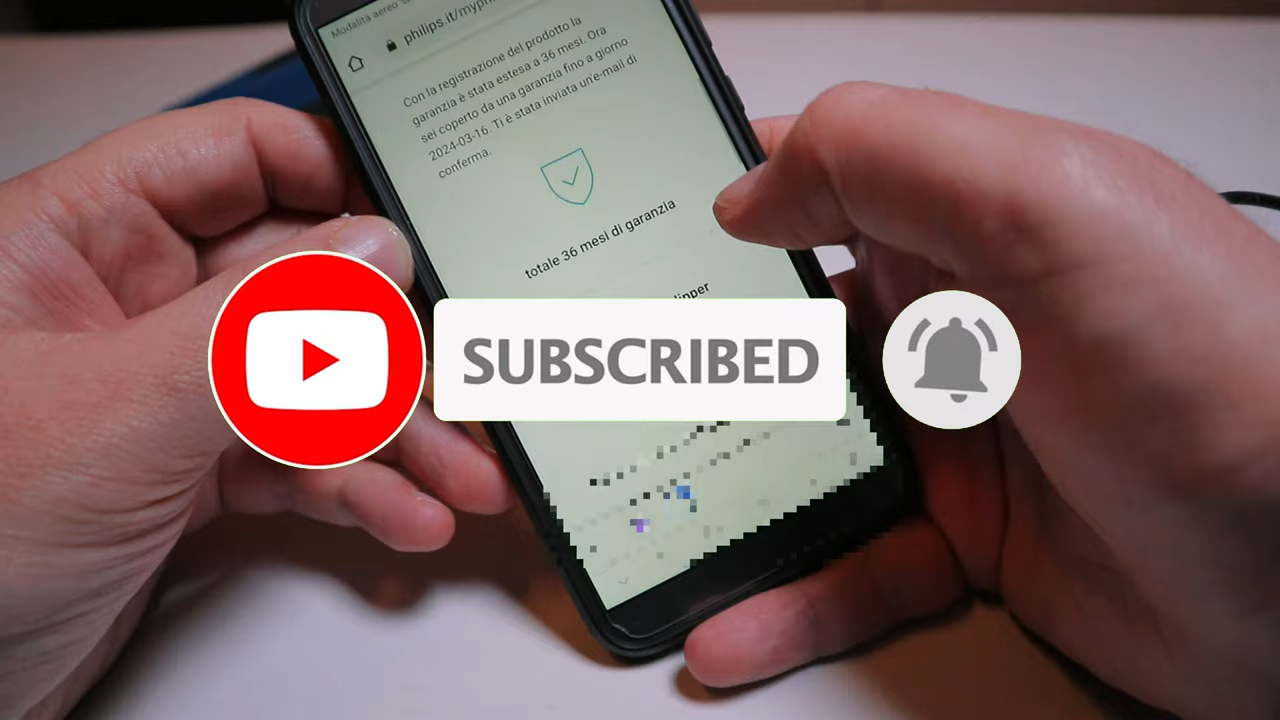 Modalità aereo
philips.it/myph
Con la registrazione del prodotto la
garanzia è stata estesa a 36 mesi. Ora
sei coperto da una garanzia fino a giorno
2024-03-16. Ti è stata inviata un'e-mail di
conferma.
totale 36 mesi di garanzia
lipper
SUBSCRIBED